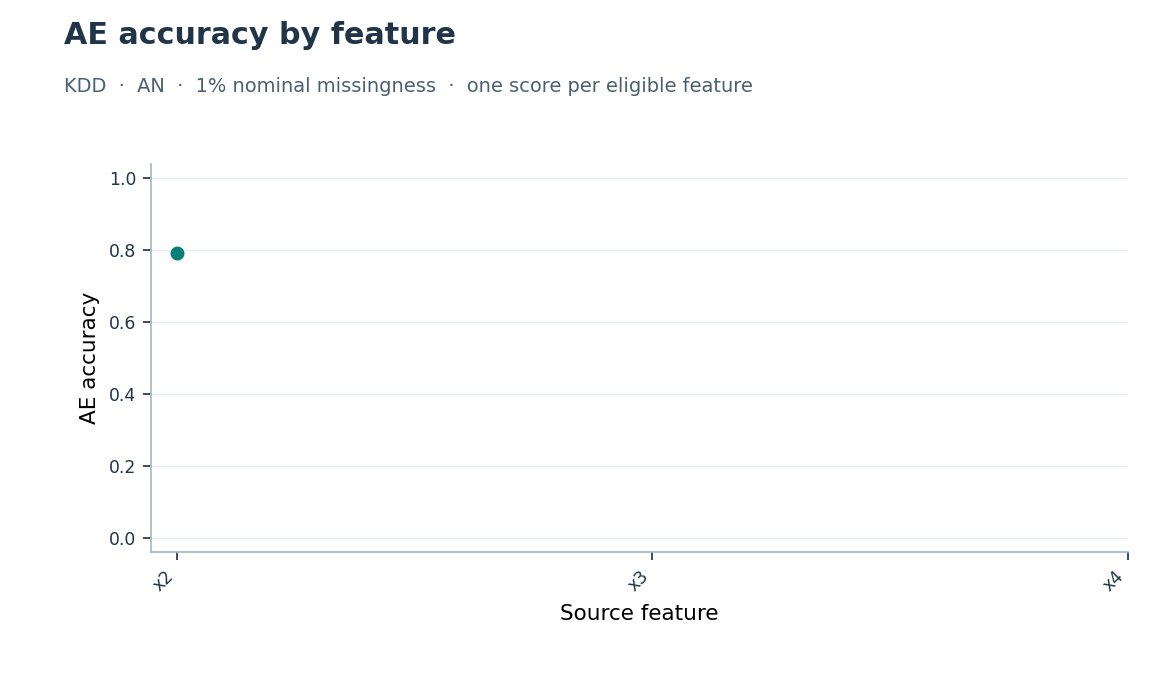 AE accuracy by feature
KDD · AN · 1% nominal missingness · one score per eligible feature
1.0
0.8
0.6
0.4
0.2
0.0
AE accuracy
x2
x3
x4
Source feature